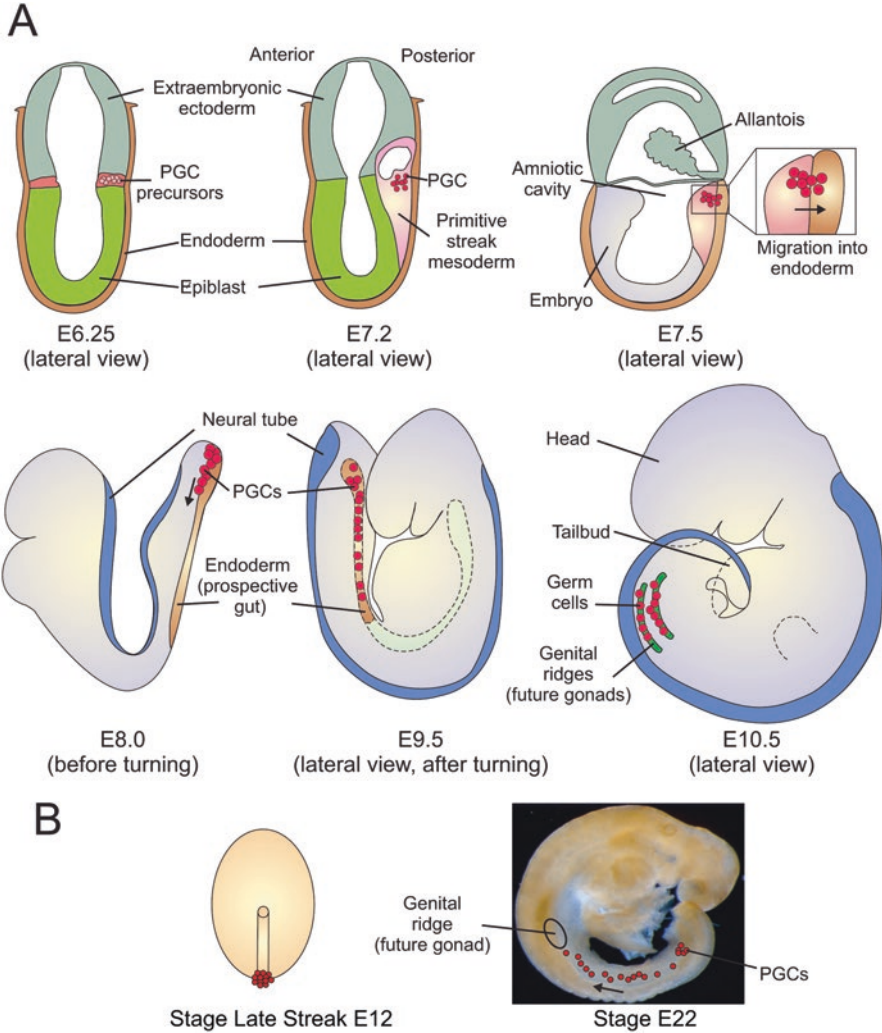 A
Anterior
Posterior
Extraembryonic
ectoderm
PGC
precursors
Endoderm
Epiblast
PGC
Primitive
streak
mesoderm
Allantois
Amniotic
cavity
Migration into
endoderm
Embryo
E6.25
(lateral view)
E7.2
(lateral view)
E7.5
(lateral view)
Neural tube
PGCs
Endoderm
(prospective
gut)
Head
Tailbud
Germ
cells
Genital
ridges
(future gonads)
E8.0
(before turning)
E9.5
(lateral view, after turning)
E10.5
(lateral view)
B
Genital
ridge
(future gonad)
PGCs
Stage Late Streak E12
Stage E22